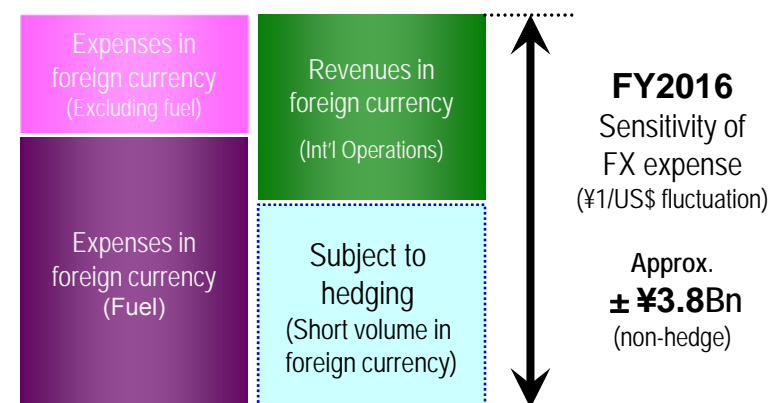 Expenses in
foreign currency
(Excluding fuel)
Expenses in
foreign currency
(Fuel)
Revenues in
foreign currency
(Int'l Operations)
Subject to
hedging
(Short volume in
foreign currency)
FY2016
Sensitivity of
FX expense
(¥1/US$ fluctuation)
Approx.
± ¥3.8Bn
(non-hedge)